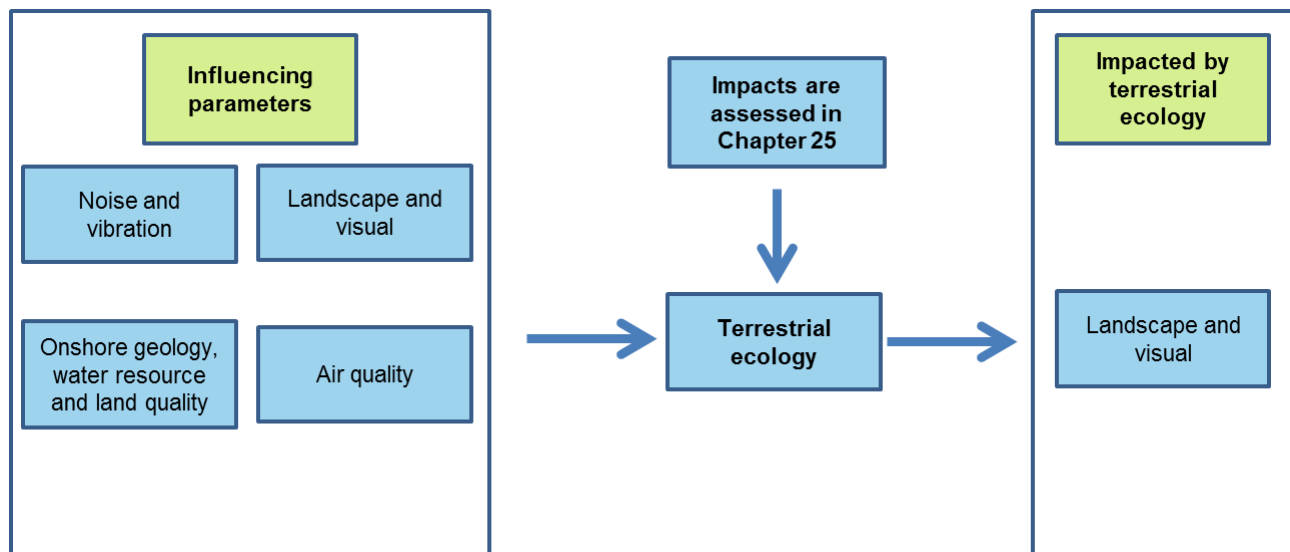 Influencing
parameters
Noise and
vibration
Landscape and
visual
Onshore geology,
water resource
and land quality
Air quality
Impacts are
assessed in
Chapter 25
Terrestrial
ecology
Impacted by
terrestrial
ecology
Landscape and
visual